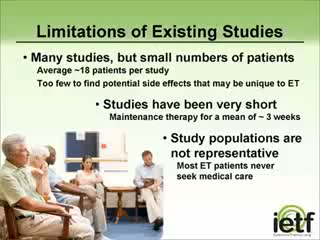 Limitations of Existing Studies
• Many studies, but small numbers of patients
Average ~18 patients per study
Too few to find potential side effects that may be unique to ET
• Studies have been very short
Maintenance therapy for a mean of ~ 3 weeks
• Study populations are
not representative
Most ET patients never
seek medical care
ietf